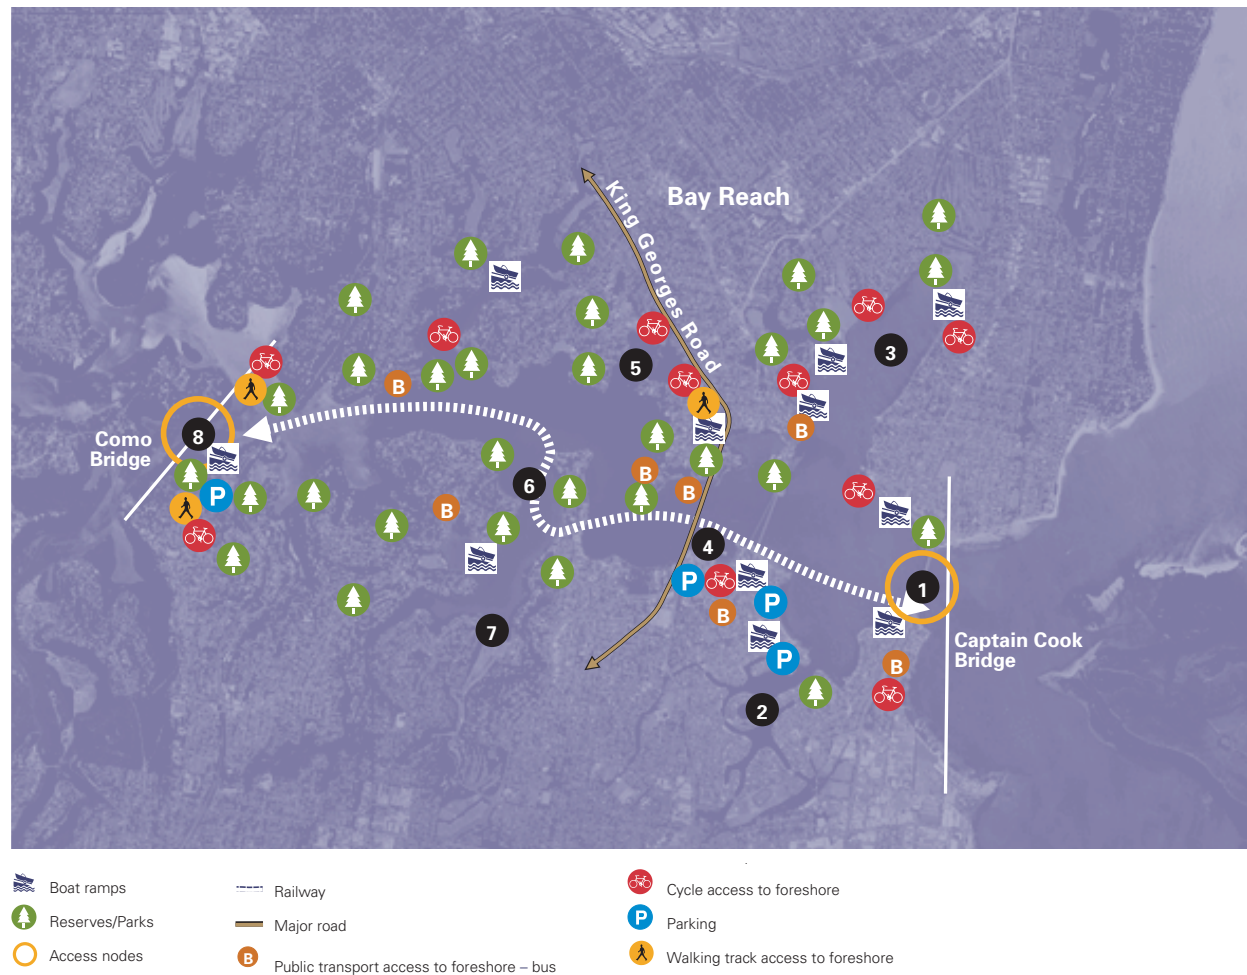 Bay Reach
King Georges Road
5
3
8
Como
Bridge
B
B
B
B
6
B
B
P
4
1
P
P
B
7
Captain Cook
Bridge
P
B
2
Boat ramps
Reserves/Parks
Access nodes
Railway
Major road
B Public transport access to foreshore – bus
Cycle access to foreshore
P Parking
Walking track access to foreshore